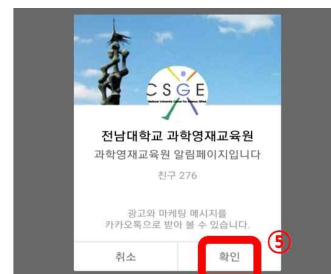 CSGE
전남대학교 과학영재교육원
과학영재교육원 알림페이지입니다
친구 276
광고와 마케팅 메시지를
카카오톡으로 받아 볼 수 있습니다.
취소
확인
⑤